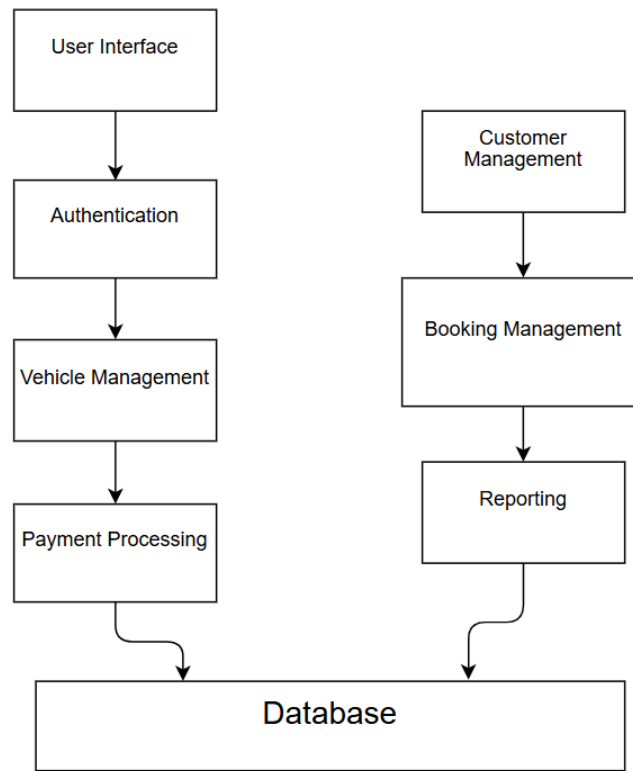 User Interface
Authentication
Vehicle Management
Payment Processing
Customer
Management
Booking Management
Reporting
Database